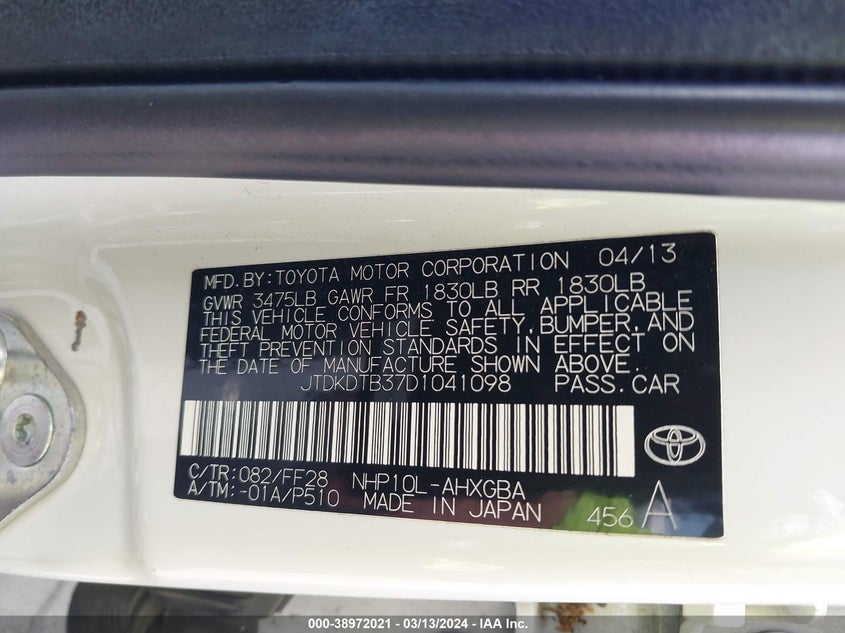 MFD. BY: TOYOTA MOTOR CORPORATION 04/13
GVWR 3475LB GAWR FR 1830LB RR 1830LB
THIS VEHICLE CONFORMS TO ALL APPLICABLE
FEDERAL MOTOR VEHICLE SAFETY, BUMPER, AND
THEFT PREVENTION STANDARDS IN EFFECT ON
THE DATE OF MANUFACTURE SHOWN ABOVE.
JTDKDTB37D1041098 PASS. CAR
C/TR: 082/FF28 NHP10L-AHXGBA
A/TM: -01A/P510 MADE IN JAPAN 456 A
000-38972021 - 03/13/2024 - IAA Inc.